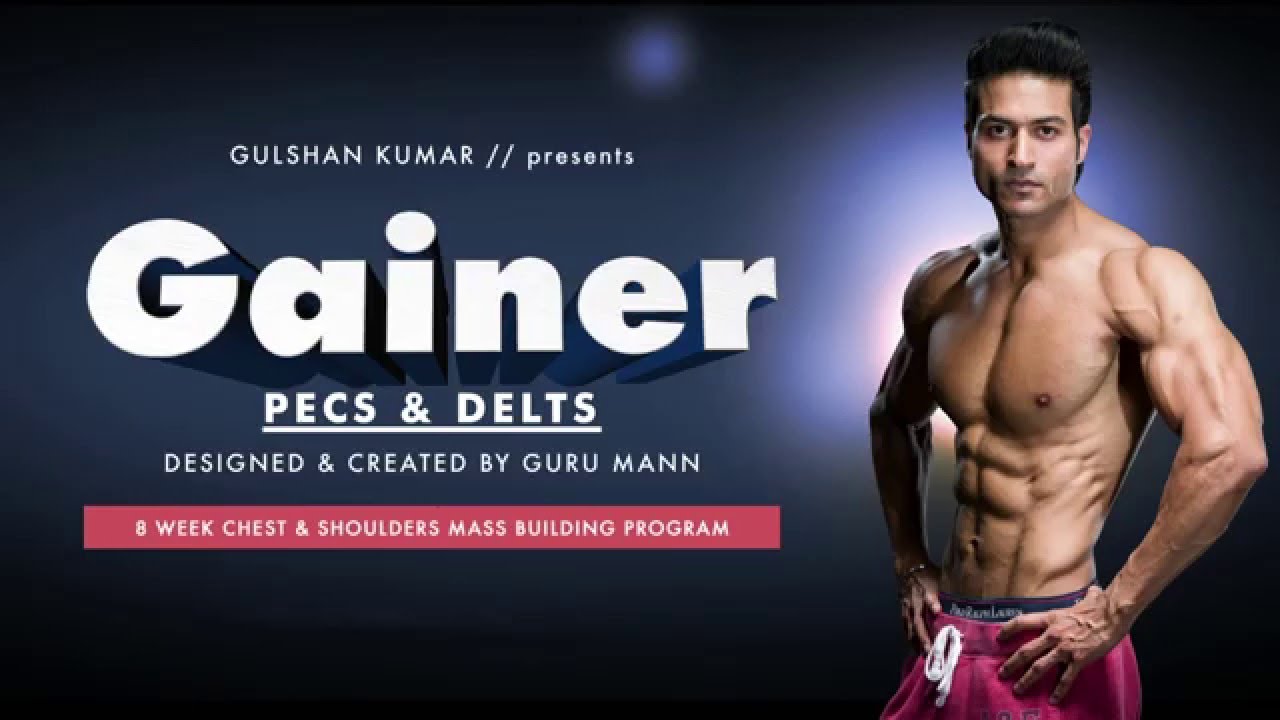 GULSHAN KUMAR // presents
Gainer
PECS & DELTS
DESIGNED & CREATED BY GURU MANN
8 WEEK CHEST & SHOULDERS MASS BUILDING PROGRAM